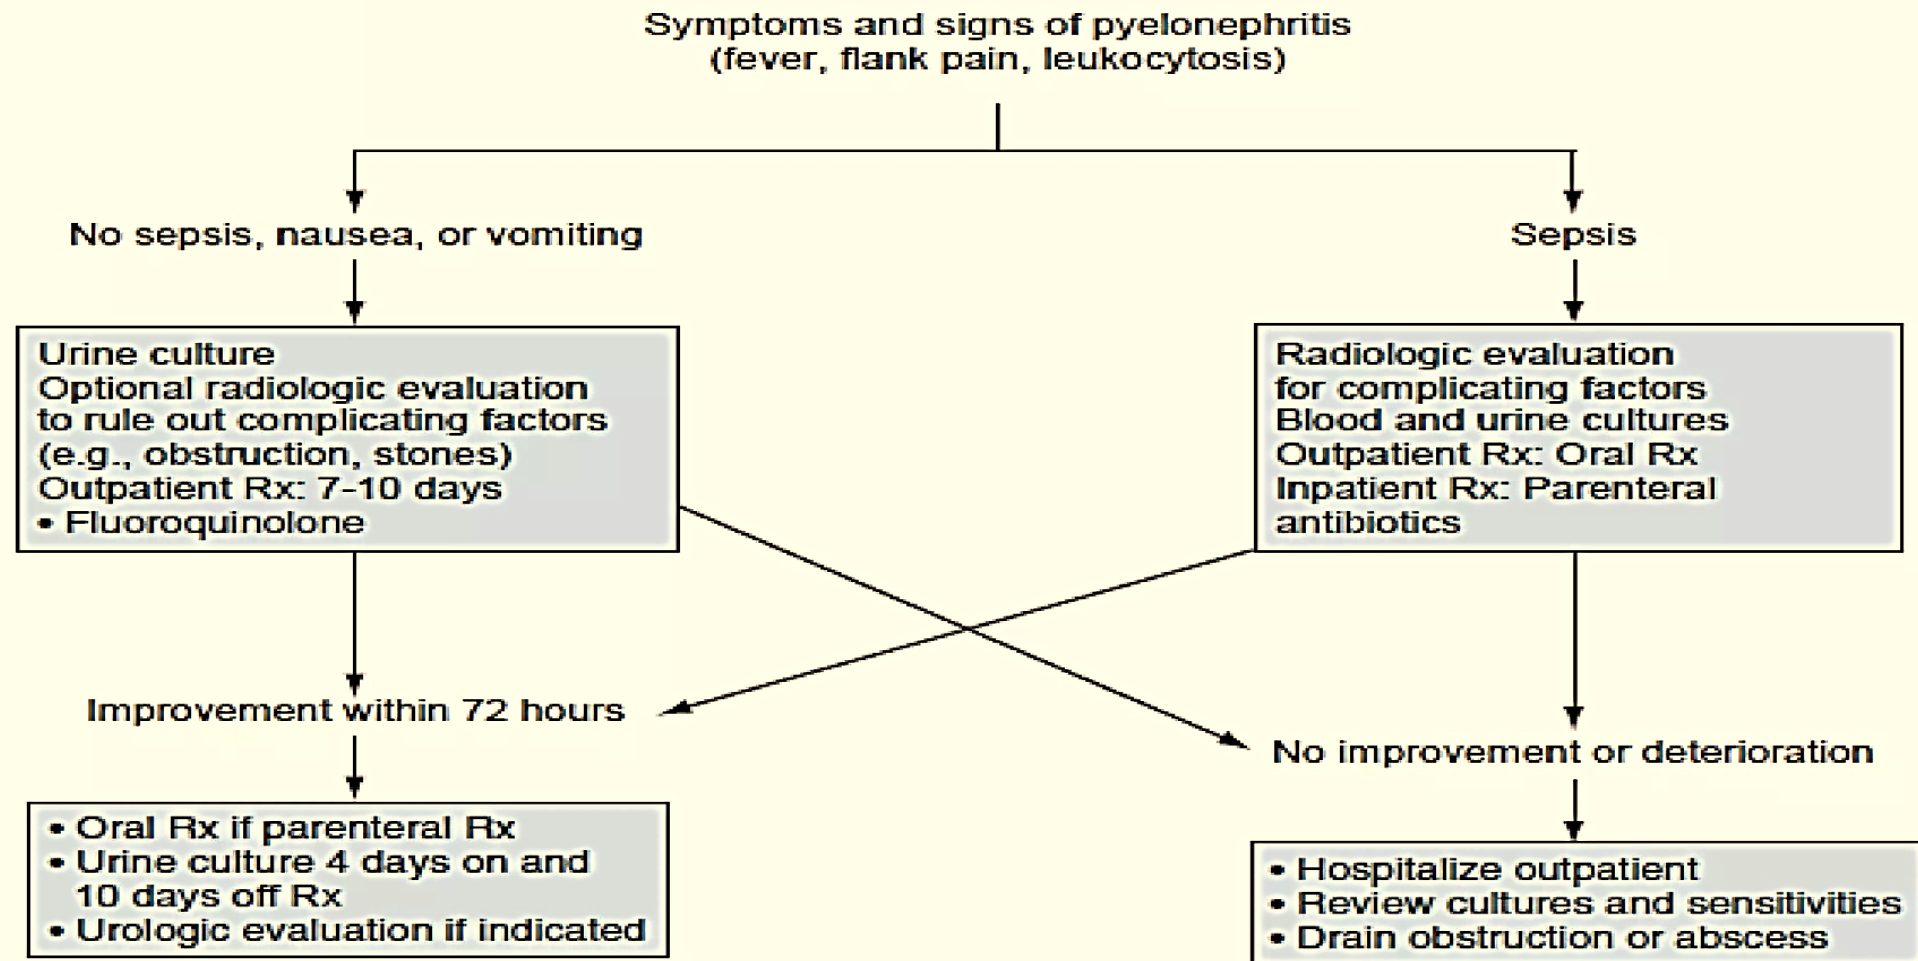 Symptoms and signs of pyelonephritis
(fever, flank pain, leukocytosis)
No sepsis, nausea, or vomiting
Sepsis
Urine culture
Optional radiologic evaluation
to rule out complicating factors
(e.g., obstruction, stones)
Outpatient Rx: 7-10 days
• Fluoroquinolone
Radiologic evaluation
for complicating factors
Blood and urine cultures
Outpatient Rx: Oral Rx
Inpatient Rx: Parenteral
antibiotics
Improvement within 72 hours
No improvement or deterioration
• Oral Rx if parenteral Rx
• Urine culture 4 days on and
10 days off Rx
• Urologic evaluation if indicated
• Hospitalize outpatient
• Review cultures and sensitivities
• Drain obstruction or abscess